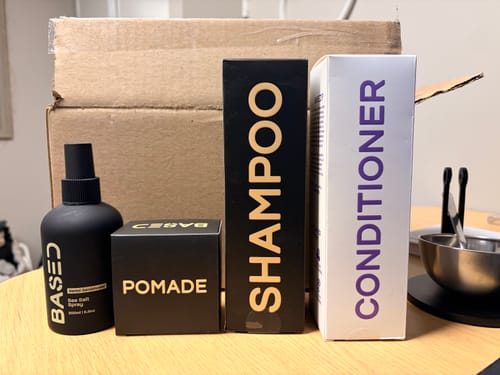 BASED
Sea Salt
Spray
BASED
POMADE
SHAMPOO
CONDITIONER